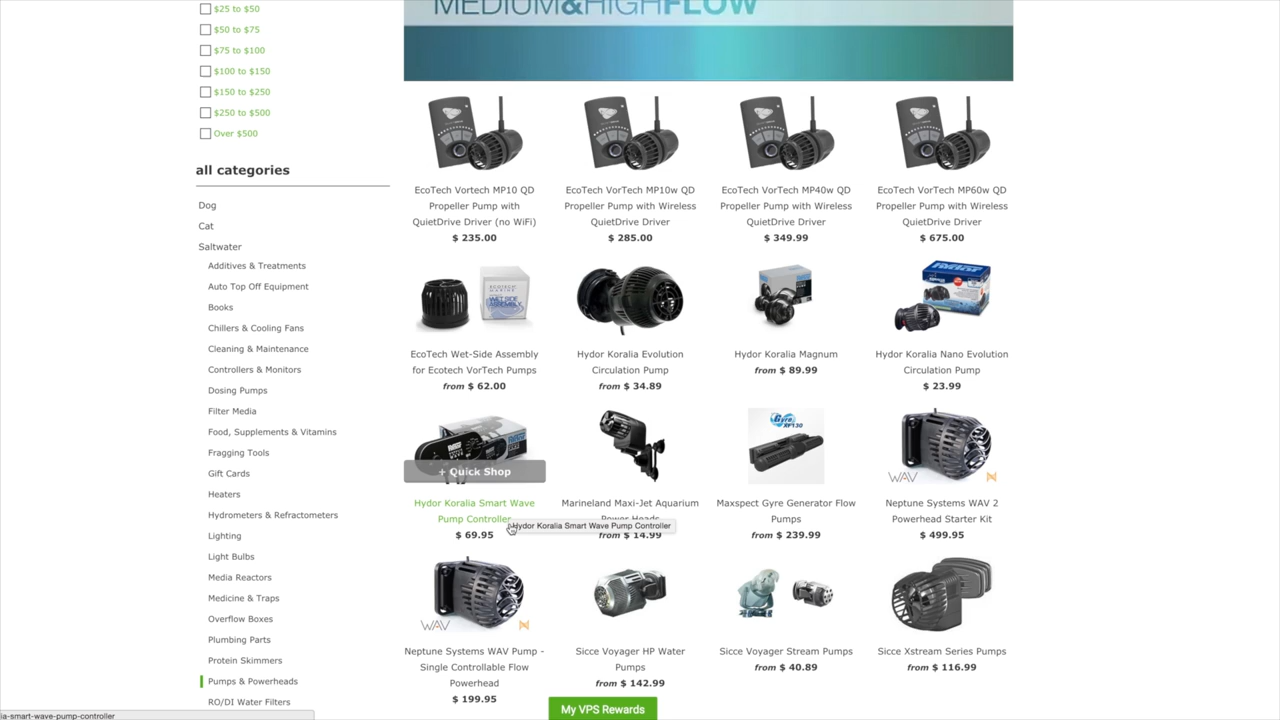 MEDIUM&HIGHFLOW
$25 to $50
$50 to $75
$75 to $100
$100 to $150
$150 to $250
$250 to $500
Over $500
all categories
Dog
Cat
Saltwater
Additives & Treatments
Auto Top Off Equipment
Books
Chillers & Cooling Fans
Cleaning & Maintenance
Controllers & Monitors
Dosing Pumps
Filter Media
Food, Supplements & Vitamins
Fragging Tools
Gift Cards
Heaters
Hydrometers & Refractometers
Lighting
Light Bulbs
Media Reactors
Medicine & Traps
Overflow Boxes
Plumbing Parts
Protein Skimmers
Pumps & Powerheads
RO/DI Water Filters
EcoTech Vortech MP10 QD
Propeller Pump with
QuietDrive Driver (no WiFi)
$ 235.00
EcoTech VorTech MP10w QD
Propeller Pump with Wireless
QuietDrive Driver
$ 285.00
EcoTech VorTech MP40w QD
Propeller Pump with Wireless
QuietDrive Driver
$ 349.99
EcoTech VorTech MP60w QD
Propeller Pump with Wireless
QuietDrive Driver
$ 675.00
WET SIDE
ASSEMBLY
EcoTech Wet-Side Assembly
for Ecotech VorTech Pumps
from $ 62.00
Hydor Koralia Evolution
Circulation Pump
from $ 34.89
Hydor Koralia Magnum
from $ 89.99
Hydor Koralia Nano Evolution
Circulation Pump
$ 23.99
+ Quick Shop
Hydor Koralia Smart Wave
Pump Controller
$ 69.95
Hydor Koralia Smart Wave Pump Controller
Marineland Maxi-Jet Aquarium
Power Heads
from $ 14.99
Gyre
XF130
Maxspect Gyre Generator Flow
Pumps
from $ 239.99
WAV
Neptune Systems WAV 2
Powerhead Starter Kit
$ 499.95
WAV
Neptune Systems WAV Pump -
Single Controllable Flow
Powerhead
$ 199.95
Sicce Voyager HP Water
Pumps
from $ 142.99
Sicce Voyager Stream Pumps
from $ 40.89
Sicce Xstream Series Pumps
from $ 116.99
My VPS Rewards
ia-smart-wave-pump-controller